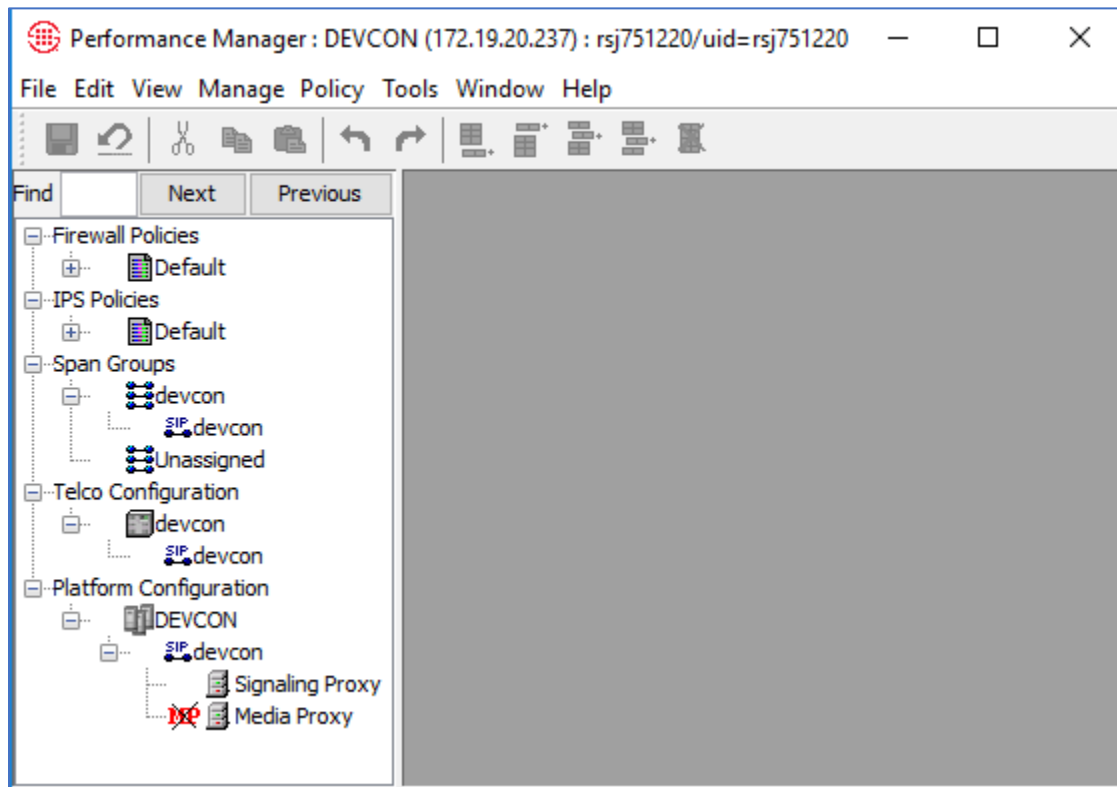 Performance Manager : DEVCON (172.19.20.237) : rsj751220/uid=rsj751220
File Edit View Manage Policy Tools Window Help
Find Next Previous
Firewall Policies
Default
IPS Policies
Default
Span Groups
devcon
SIP devcon
Unassigned
Telco Configuration
devcon
SIP devcon
Platform Configuration
DEVCON
SIP devcon
Signaling Proxy
MP Media Proxy